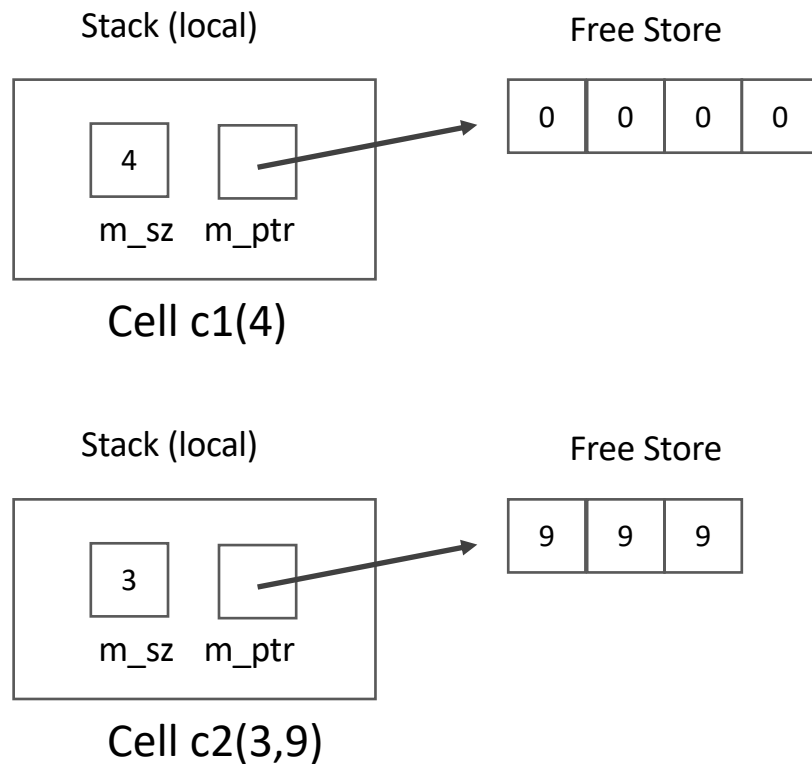 Stack (local)
Free Store
4
0 0 0 0
m_sz m_ptr
Cell c1(4)
Stack (local)
Free Store
3
9 9 9
m_sz m_ptr
Cell c2(3,9)